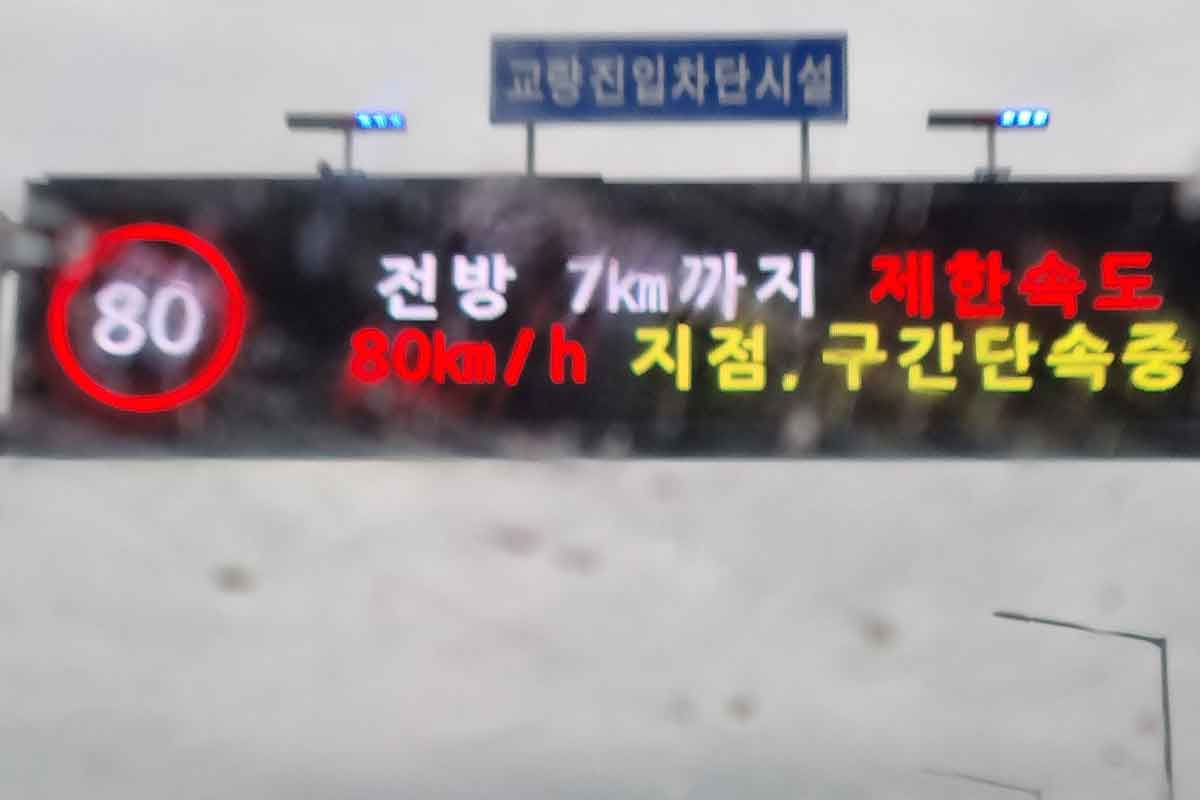 교량진입차단시설
80
전방 7km까지 제한속도
80km/h 지점, 구간단속중